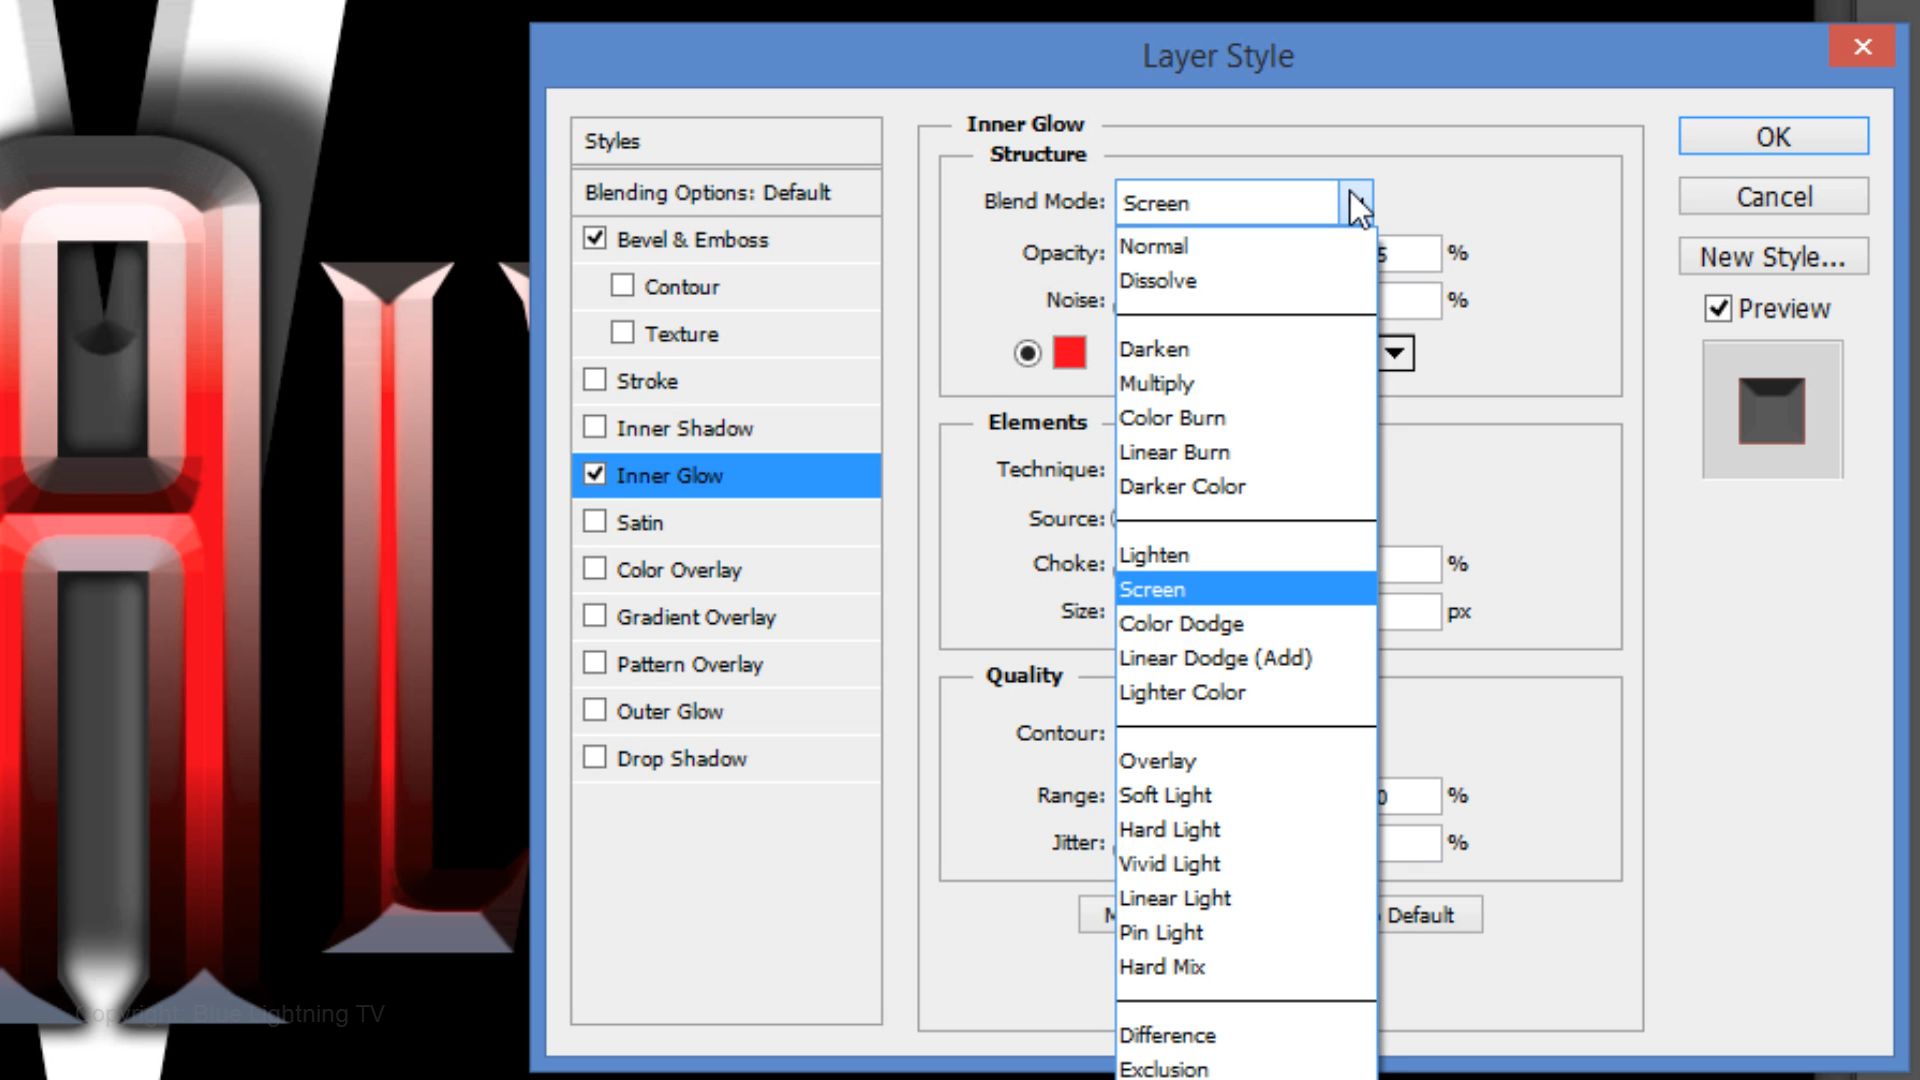 Layer Style
Styles
Blending Options: Default
Bevel & Emboss
Contour
Texture
Stroke
Inner Shadow
Inner Glow
Satin
Color Overlay
Gradient Overlay
Pattern Overlay
Outer Glow
Drop Shadow
Inner Glow
Structure
Blend Mode: Screen
Opacity: %
Noise: %
Elements
Technique:
Source:
Choke: %
Size: px
Quality
Contour:
Range: %
Jitter: %
Default
Normal
Dissolve
Darken
Multiply
Color Burn
Linear Burn
Darker Color
Lighten
Screen
Color Dodge
Linear Dodge (Add)
Lighter Color
Overlay
Soft Light
Hard Light
Vivid Light
Linear Light
Pin Light
Hard Mix
Difference
Exclusion
OK
Cancel
New Style...
Preview
Copyright: Blue Lightning TV